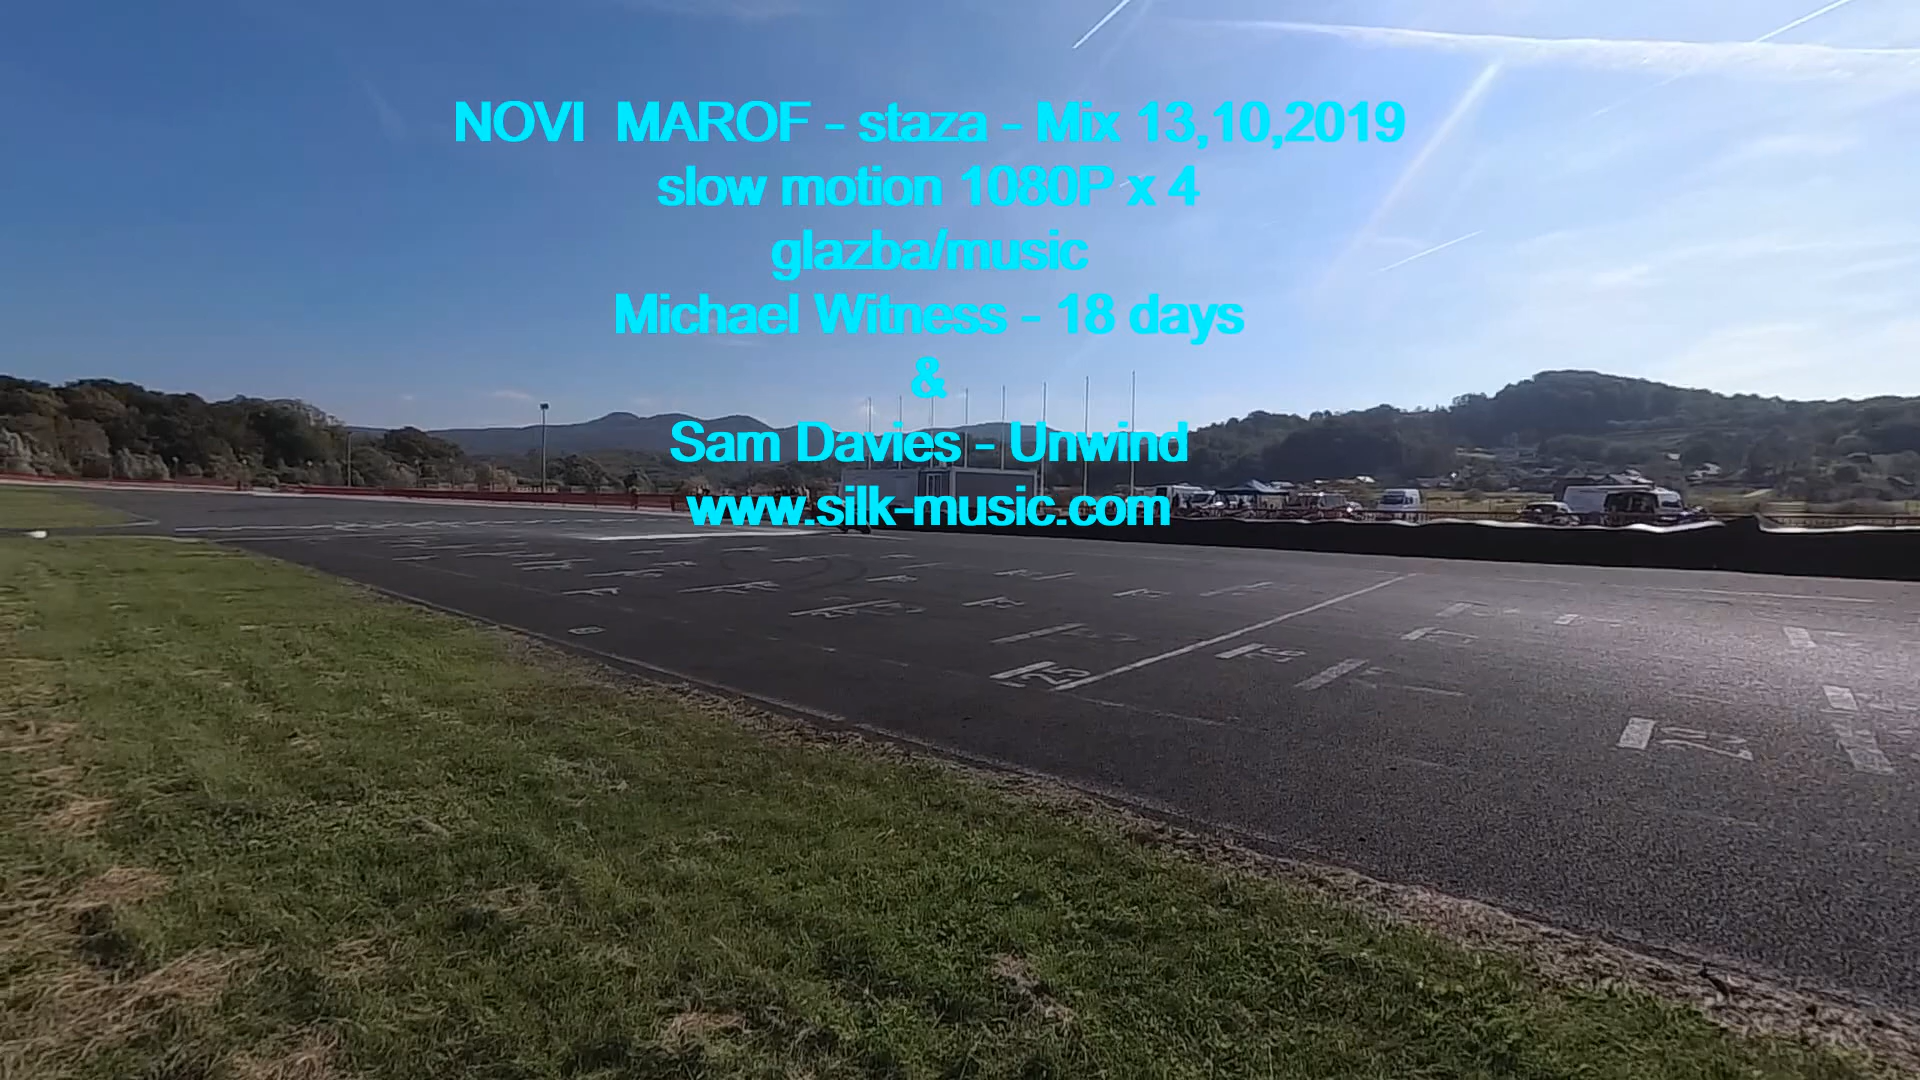 NOVI  MAROF - staza - Mix 13,10,2019
slow motion 1080P x 4
glazba/music
Michael Witness - 18 days
&
Sam Davies - Unwind
www.silk-music.com